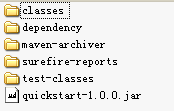 classes
dependency
maven-archiver
surefire-reports
test-classes
quickstart-1.0.0.jar